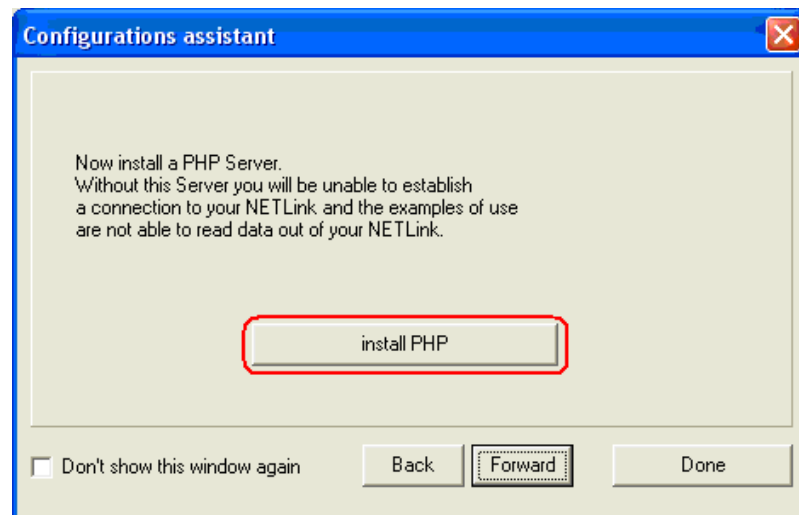 Configurations assistant
Now install a PHP Server.
Without this Server you will be unable to establish
a connection to your NETLink and the examples of use
are not able to read data out of your NETLink.
install PHP
Don't show this window again
Back
Forward
Done